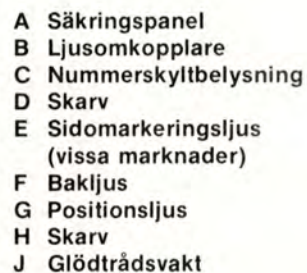 A Säkringspanel
B Ljusomkopplare
C Nummerskyltbelysning
D Skarv
E Sidomarkeringsljus
(vissa marknader)
F Bakljus
G Positionsljus
H Skarv
J Glödtrådsvakt